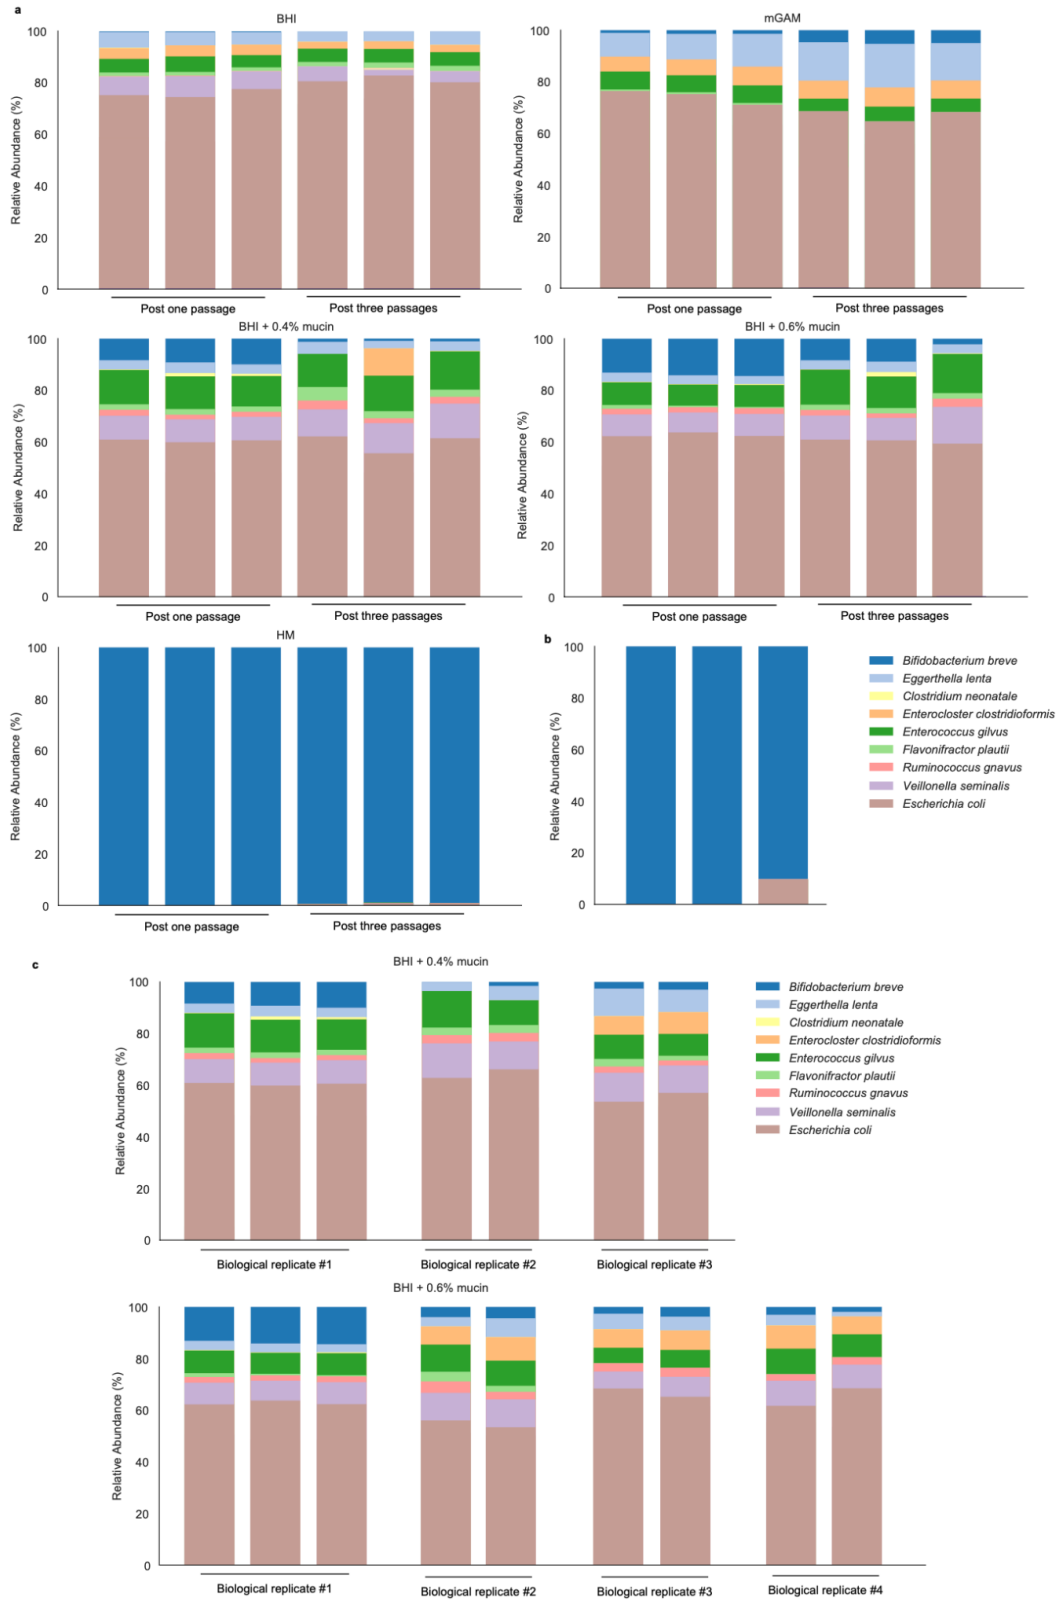 a
BHI
mGAM
100
80
60
40
20
0
Relative Abundance (%)
Post one passage
Post three passages
100
80
60
40
20
0
Relative Abundance (%)
Post one passage
Post three passages
BHI + 0.4% mucin
BHI + 0.6% mucin
100
80
60
40
20
0
Relative Abundance (%)
Post one passage
Post three passages
100
80
60
40
20
0
Relative Abundance (%)
Post one passage
Post three passages
HM
100
80
60
40
20
0
Relative Abundance (%)
Post one passage
Post three passages
b
100
80
60
40
20
0
Relative Abundance (%)
Bifidobacterium breve
Eggerthella lenta
Clostridium neonatale
Enterocloster clostridioformis
Enterococcus gilvus
Flavonifractor plautii
Ruminococcus gnavus
Veillonella seminalis
Escherichia coli
c
BHI + 0.4% mucin
100
80
60
40
20
0
Relative Abundance (%)
Biological replicate #1
Biological replicate #2
Biological replicate #3
Bifidobacterium breve
Eggerthella lenta
Clostridium neonatale
Enterocloster clostridioformis
Enterococcus gilvus
Flavonifractor plautii
Ruminococcus gnavus
Veillonella seminalis
Escherichia coli
BHI + 0.6% mucin
100
80
60
40
20
0
Relative Abundance (%)
Biological replicate #1
Biological replicate #2
Biological replicate #3
Biological replicate #4